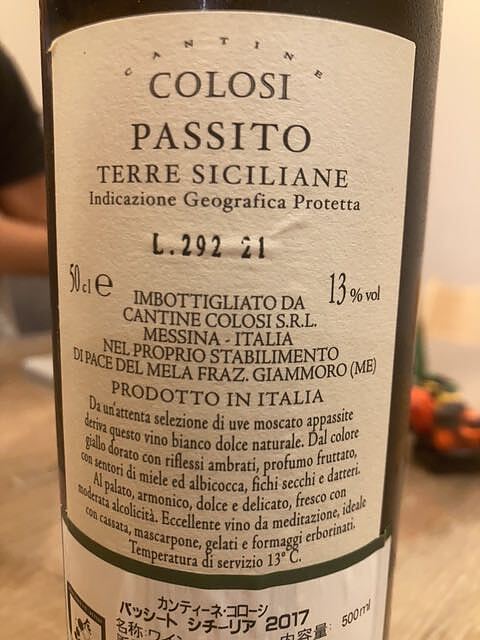 CANTINE
COLOSI
PASSITO
TERRE SICILIANE
Indicazione Geografica Protetta
L.292 21
50 cl e
13 % vol
IMBOTTIGLIATO DA
CANTINE COLOSI S.R.L.
MESSINA - ITALIA
NEL PROPRIO STABILIMENTO
DI PACE DEL MELA FRAZ. GIAMMORO (ME)
PRODOTTO IN ITALIA
Da un'attenta selezione di uve moscato appassite
deriva questo vino bianco dolce naturale. Dal colore
giallo dorato con riflessi ambrati, profumo fruttato,
con sentori di miele ed albicocca, fichi secchi e datteri.
Al palato, armonico, dolce e delicato, fresco con
moderata alcolicità. Eccellente vino da meditazione, ideale
con cassata, mascarpone, gelati e formaggi erborinati.
Temperatura di servizio 13° C.
カンティーネ・コローシ
パッシート シチーリア 2017
名称:ワイン
内容量: 500ml